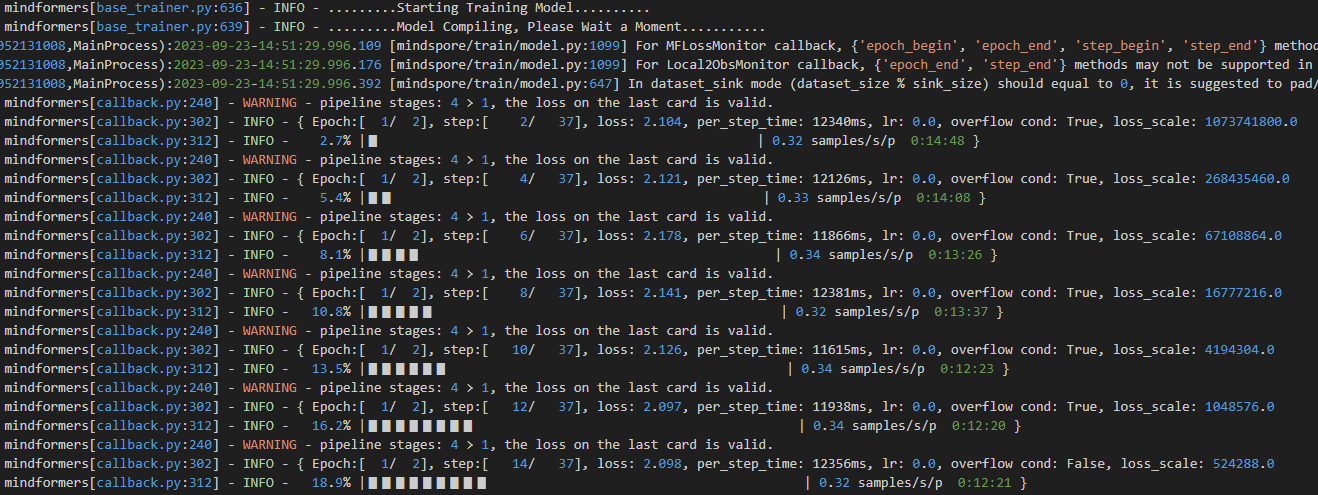 mindformers[base_trainer.py:636] - INFO - .........Starting Training Model..........
mindformers[base_trainer.py:639] - INFO - .........Model Compiling, Please Wait a Moment...........
052131008,MainProcess):2023-09-23-14:51:29.996.109 [mindspore/train/model.py:1099] For MFLossMonitor callback, {'epoch_begin', 'epoch_end', 'step_begin', 'step_end'} method
052131008,MainProcess):2023-09-23-14:51:29.996.176 [mindspore/train/model.py:1099] For Local2ObsMonitor callback, {'epoch_end', 'step_end'} methods may not be supported in
052131008,MainProcess):2023-09-23-14:51:29.996.392 [mindspore/train/model.py:647] In dataset_sink mode (dataset_size % sink_size) should equal to 0, it is suggested to pad/
mindformers[callback.py:240] - WARNING - pipeline stages: 4 > 1, the loss on the last card is valid.
mindformers[callback.py:302] - INFO - { Epoch:[  1/  2], step:[    2/   37], loss: 2.104, per_step_time: 12340ms, lr: 0.0, overflow cond: True, loss_scale: 1073741800.0
mindformers[callback.py:312] - INFO -    2.7% |█ | 0.32 samples/s/p  0:14:48 }
mindformers[callback.py:240] - WARNING - pipeline stages: 4 > 1, the loss on the last card is valid.
mindformers[callback.py:302] - INFO - { Epoch:[  1/  2], step:[    4/   37], loss: 2.121, per_step_time: 12126ms, lr: 0.0, overflow cond: True, loss_scale: 268435460.0
mindformers[callback.py:312] - INFO -    5.4% |██ | 0.33 samples/s/p  0:14:08 }
mindformers[callback.py:240] - WARNING - pipeline stages: 4 > 1, the loss on the last card is valid.
mindformers[callback.py:302] - INFO - { Epoch:[  1/  2], step:[    6/   37], loss: 2.178, per_step_time: 11866ms, lr: 0.0, overflow cond: True, loss_scale: 67108864.0
mindformers[callback.py:312] - INFO -    8.1% |████ | 0.34 samples/s/p  0:13:26 }
mindformers[callback.py:240] - WARNING - pipeline stages: 4 > 1, the loss on the last card is valid.
mindformers[callback.py:302] - INFO - { Epoch:[  1/  2], step:[    8/   37], loss: 2.141, per_step_time: 12381ms, lr: 0.0, overflow cond: True, loss_scale: 16777216.0
mindformers[callback.py:312] - INFO -   10.8% |█████ | 0.32 samples/s/p  0:13:37 }
mindformers[callback.py:240] - WARNING - pipeline stages: 4 > 1, the loss on the last card is valid.
mindformers[callback.py:302] - INFO - { Epoch:[  1/  2], step:[   10/   37], loss: 2.126, per_step_time: 11615ms, lr: 0.0, overflow cond: True, loss_scale: 4194304.0
mindformers[callback.py:312] - INFO -   13.5% |██████ | 0.34 samples/s/p  0:12:23 }
mindformers[callback.py:240] - WARNING - pipeline stages: 4 > 1, the loss on the last card is valid.
mindformers[callback.py:302] - INFO - { Epoch:[  1/  2], step:[   12/   37], loss: 2.097, per_step_time: 11938ms, lr: 0.0, overflow cond: True, loss_scale: 1048576.0
mindformers[callback.py:312] - INFO -   16.2% |████████ | 0.34 samples/s/p  0:12:20 }
mindformers[callback.py:240] - WARNING - pipeline stages: 4 > 1, the loss on the last card is valid.
mindformers[callback.py:302] - INFO - { Epoch:[  1/  2], step:[   14/   37], loss: 2.098, per_step_time: 12356ms, lr: 0.0, overflow cond: False, loss_scale: 524288.0
mindformers[callback.py:312] - INFO -   18.9% |█████████ | 0.32 samples/s/p  0:12:21 }